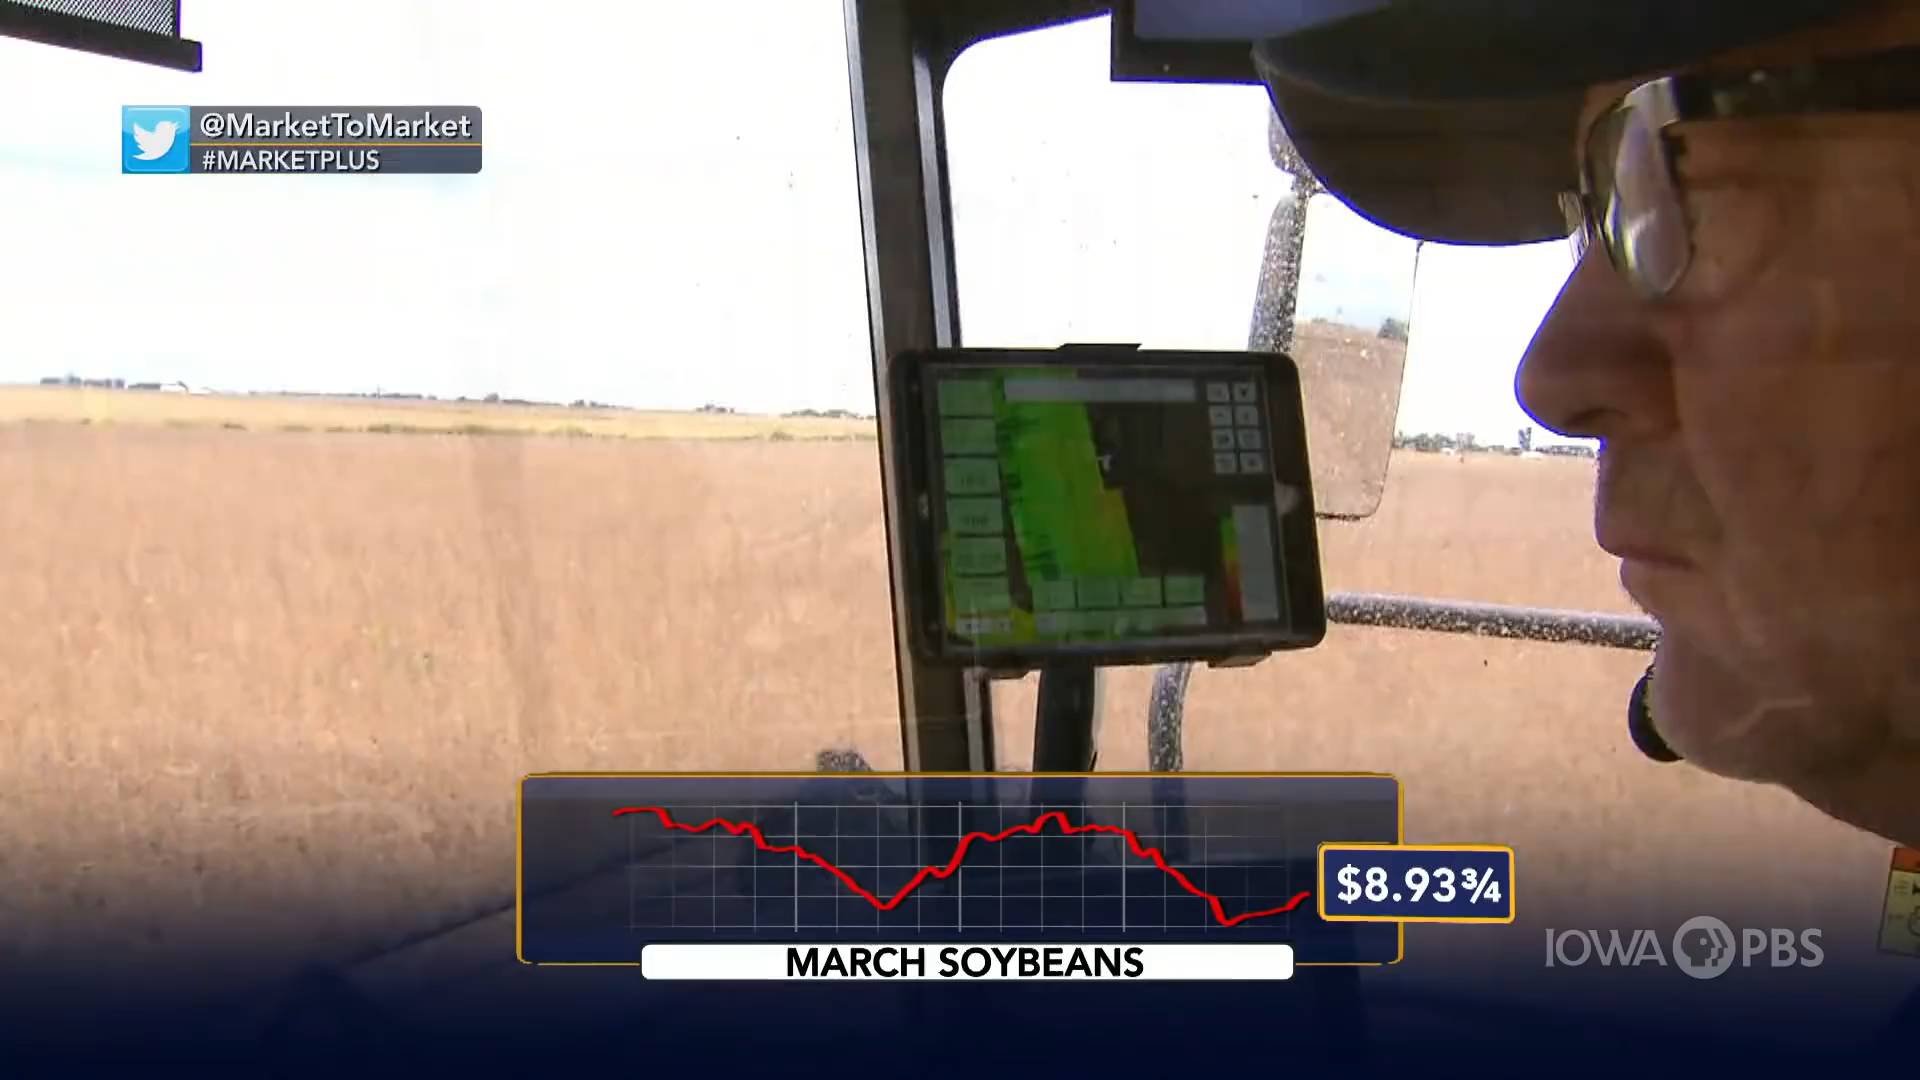 @MarketToMarket
#MARKETPLUS
$8.93¾
MARCH SOYBEANS
IOWA PBS